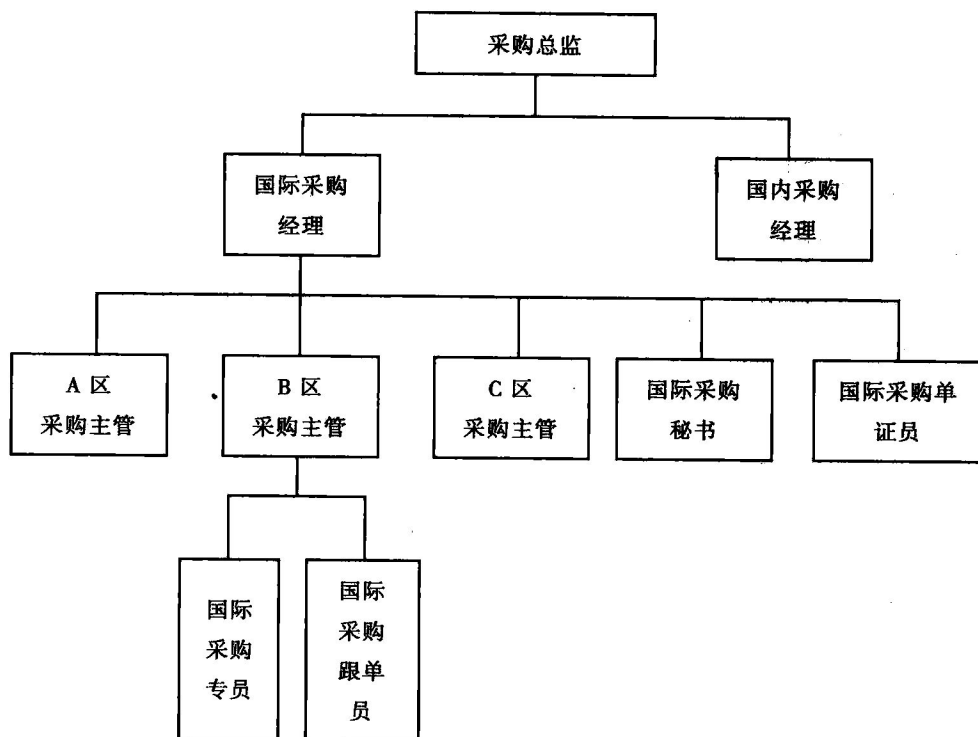 采购总监
国际采购
经理
国内采购
经理
A 区
采购主管
B 区
采购主管
C 区
采购主管
国际采购
秘书
国际采购单
证员
国际
采购
专员
国际
采购
跟单
员